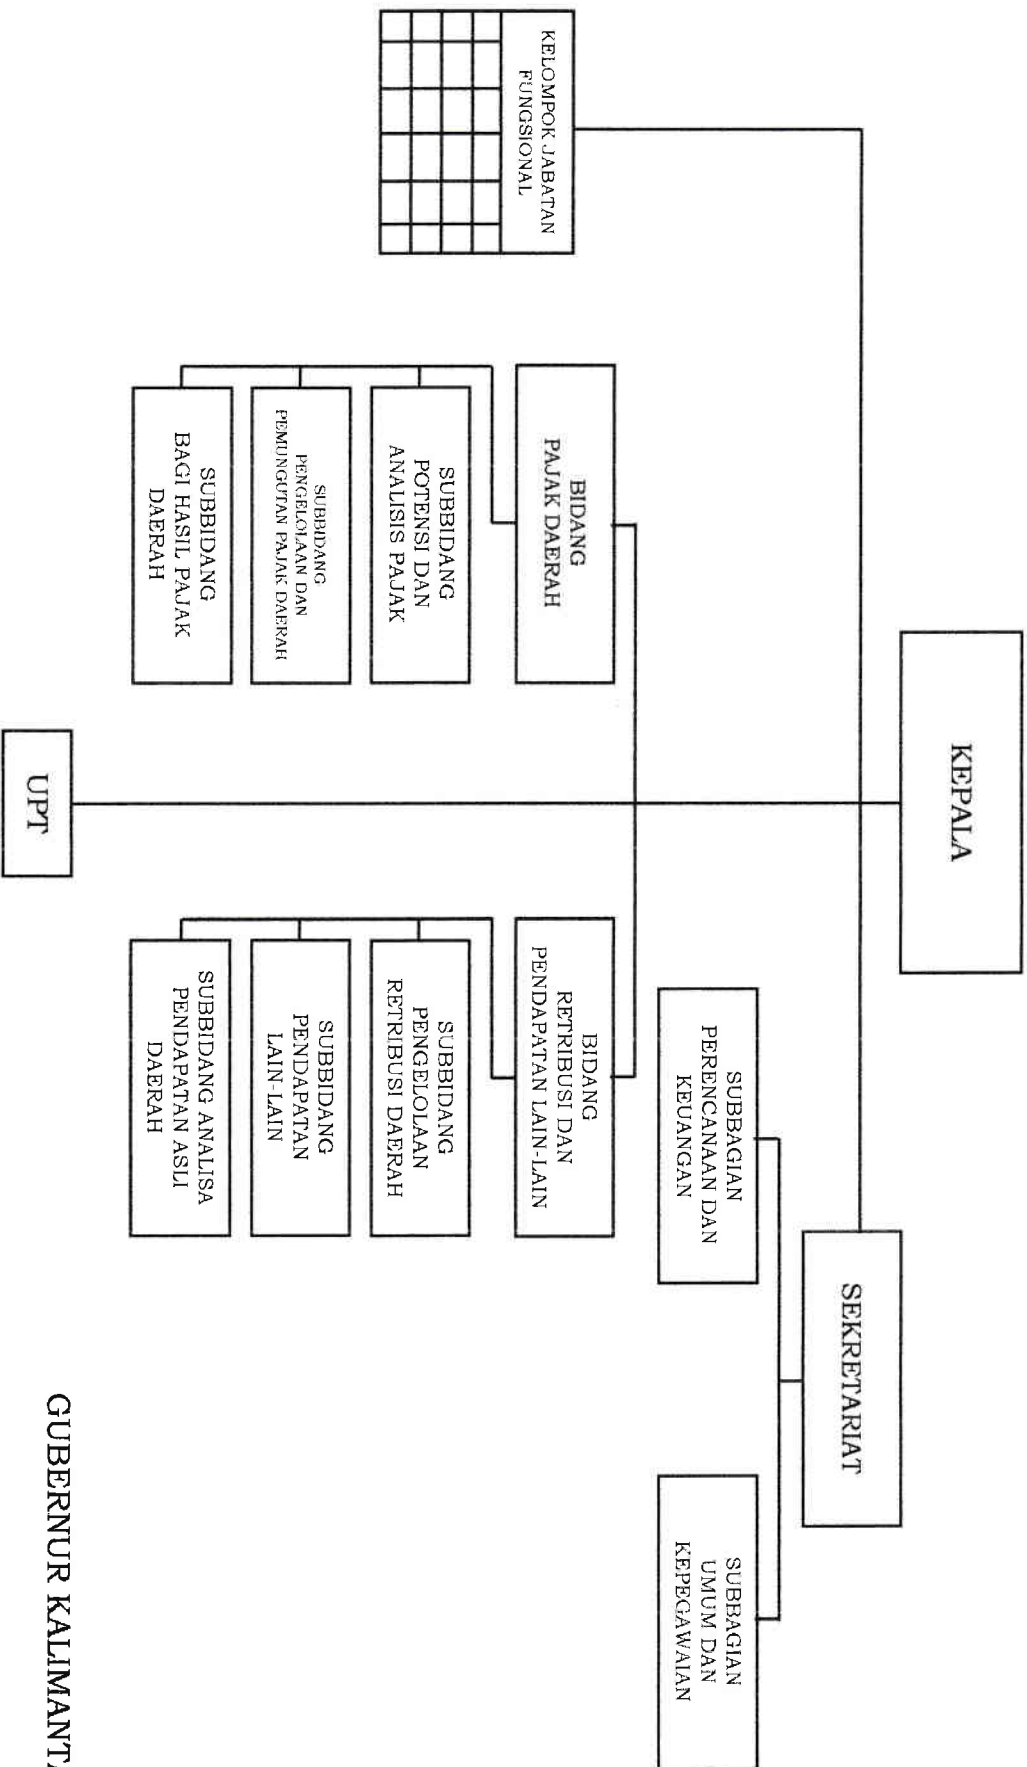 KEPALA
SEKRETARIAT
SUBBAGIAN
PERENCANAAN DAN
KEUANGAN
SUBBAGIAN
UMUM DAN
KEPEGAWAIAN
KELOMPOK JABATAN
FUNGSIONAL
BIDANG
PAJAK DAERAH
BIDANG
RETRIBUSI DAN
PENDAPATAN LAIN-LAIN
SUBBIDANG
POTENSI DAN
ANALISIS PAJAK
SUBBIDANG
PENGELOLAAN DAN
PEMUNGUTAN PAJAK DAERAH
SUBBIDANG
BAGI HASIL PAJAK
DAERAH
SUBBIDANG
PENGELOLAAN
RETRIBUSI DAERAH
SUBBIDANG
PENDAPATAN
LAIN-LAIN
SUBBIDANG ANALISA
PENDAPATAN ASLI
DAERAH
UPT
GUBERNUR